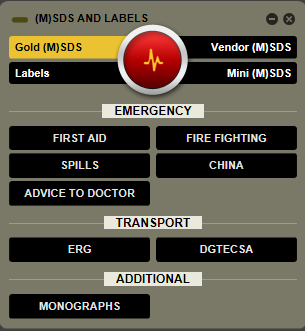 (M)SDS AND LABELS
Gold (M)SDS Vendor (M)SDS
Labels Mini (M)SDS
EMERGENCY
FIRST AID FIRE FIGHTING
SPILLS CHINA
ADVICE TO DOCTOR
TRANSPORT
ERG DGTECSA
ADDITIONAL
MONOGRAPHS